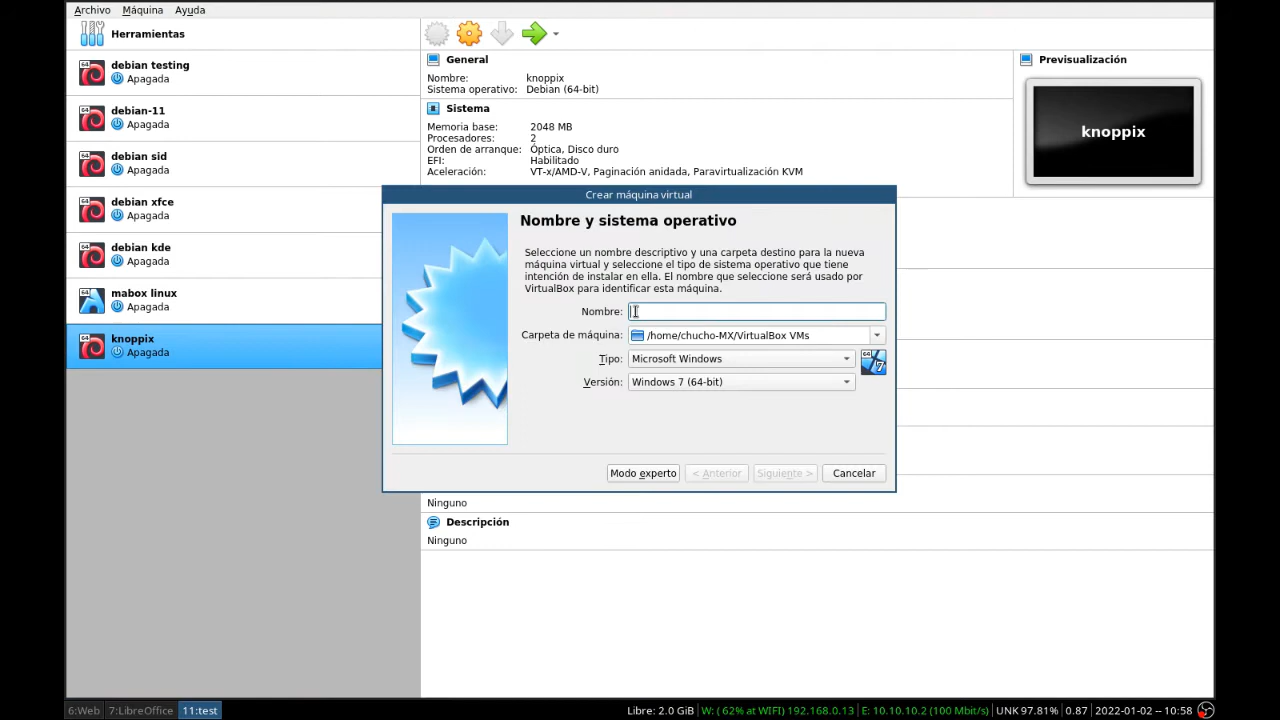 Archivo Máquina Ayuda
Herramientas
debian testing
Apagada
debian-11
Apagada
debian sid
Apagada
debian xfce
Apagada
debian kde
Apagada
mabox linux
Apagada
knoppix
Apagada
General
Nombre: knoppix
Sistema operativo: Debian (64-bit)
Sistema
Memoria base: 2048 MB
Procesadores: 2
Orden de arranque: Óptica, Disco duro
EFI: Habilitado
Aceleración: VT-x/AMD-V, Paginación anidada, Paravirtualización KVM
Previsualización
knoppix
Crear máquina virtual
Nombre y sistema operativo
Seleccione un nombre descriptivo y una carpeta destino para la nueva
máquina virtual y seleccione el tipo de sistema operativo que tiene
intención de instalar en ella. El nombre que seleccione será usado por
VirtualBox para identificar esta máquina.
Nombre:
Carpeta de máquina: /home/chucho-MX/VirtualBox VMs
Tipo: Microsoft Windows
64
7
Versión: Windows 7 (64-bit)
Modo experto < Anterior Siguiente > Cancelar
Ninguno
Descripción
Ninguno
6:Web 7:LibreOffice 11:test Libre: 2.0 GiB W: ( 62% at WIFI) 192.168.0.13 E: 10.10.10.2 (100 Mbit/s) UNK 97.81% 0.87 2022-01-02 -- 10:58